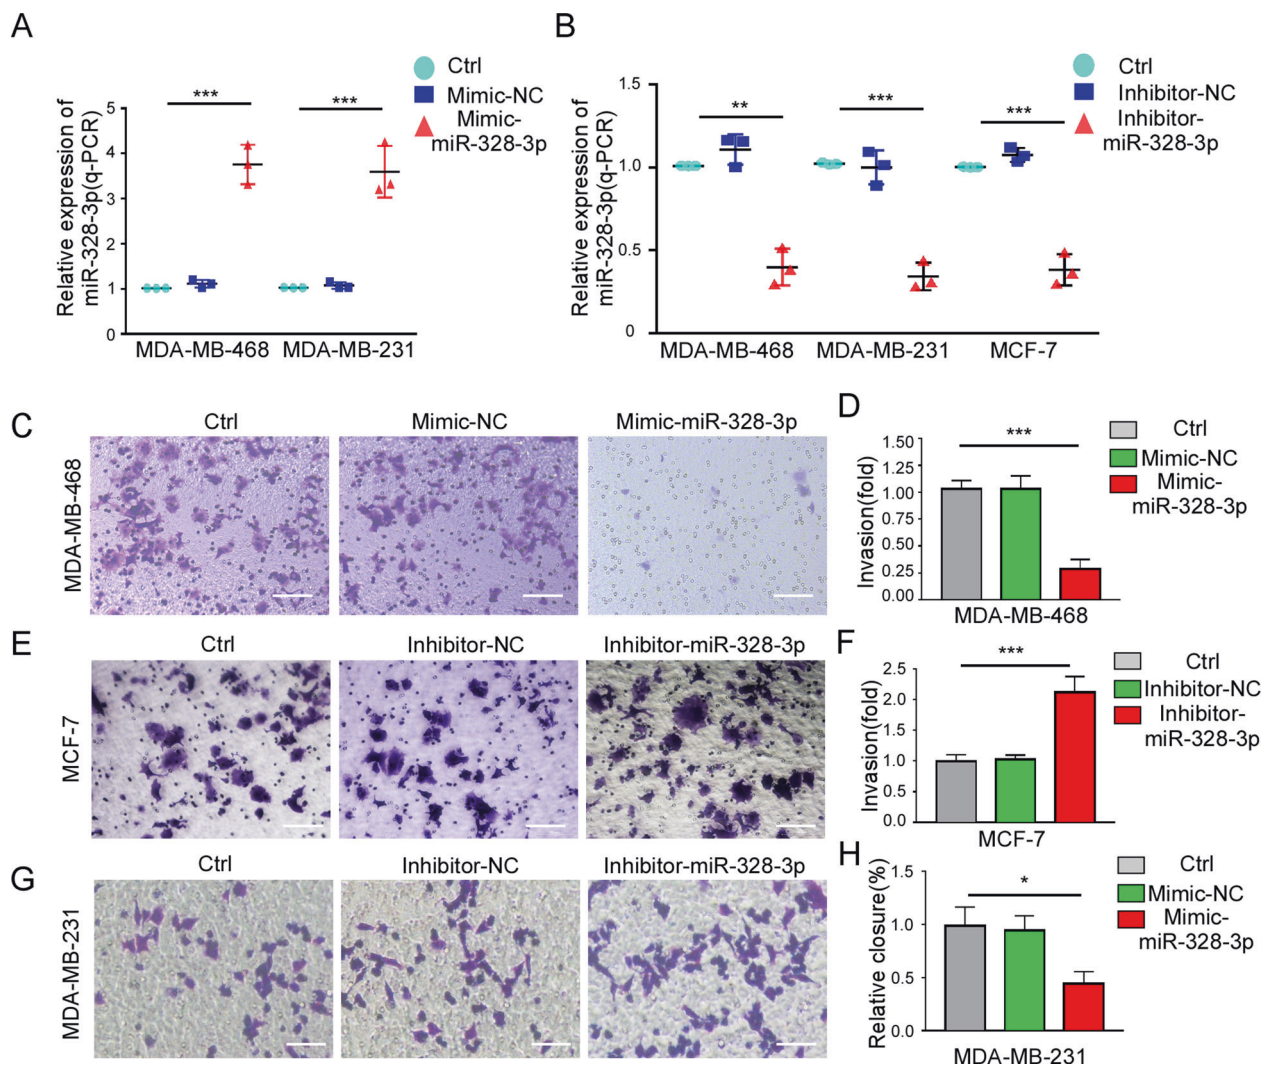 A
Ctrl
Mimic-NC
Mimic-
miR-328-3p
Relative expression of
miR-328-3p(q-PCR)
5
4
3
2
1
0
***
***
MDA-MB-468
MDA-MB-231
B
Ctrl
Inhibitor-NC
Inhibitor-
miR-328-3p
Relative expression of
miR-328-3p(q-PCR)
1.5
1.0
0.5
0
**
***
***
MDA-MB-468
MDA-MB-231
MCF-7
C
Ctrl
Mimic-NC
Mimic-miR-328-3p
MDA-MB-468
D
Invasion(fold)
1.50
1.25
1.00
0.75
0.50
0.25
0.00
***
Ctrl
Mimic-NC
Mimic-
miR-328-3p
MDA-MB-468
E
Ctrl
Inhibitor-NC
Inhibitor-miR-328-3p
MCF-7
F
Invasion(fold)
2.5
2.0
1.5
1.0
0.5
0.0
***
Ctrl
Inhibitor-NC
Inhibitor-
miR-328-3p
MCF-7
G
Ctrl
Inhibitor-NC
Inhibitor-miR-328-3p
MDA-MB-231
H
Relative closure(%)
1.5
1.0
0.5
0.0
*
Ctrl
Mimic-NC
Mimic-
miR-328-3p
MDA-MB-231